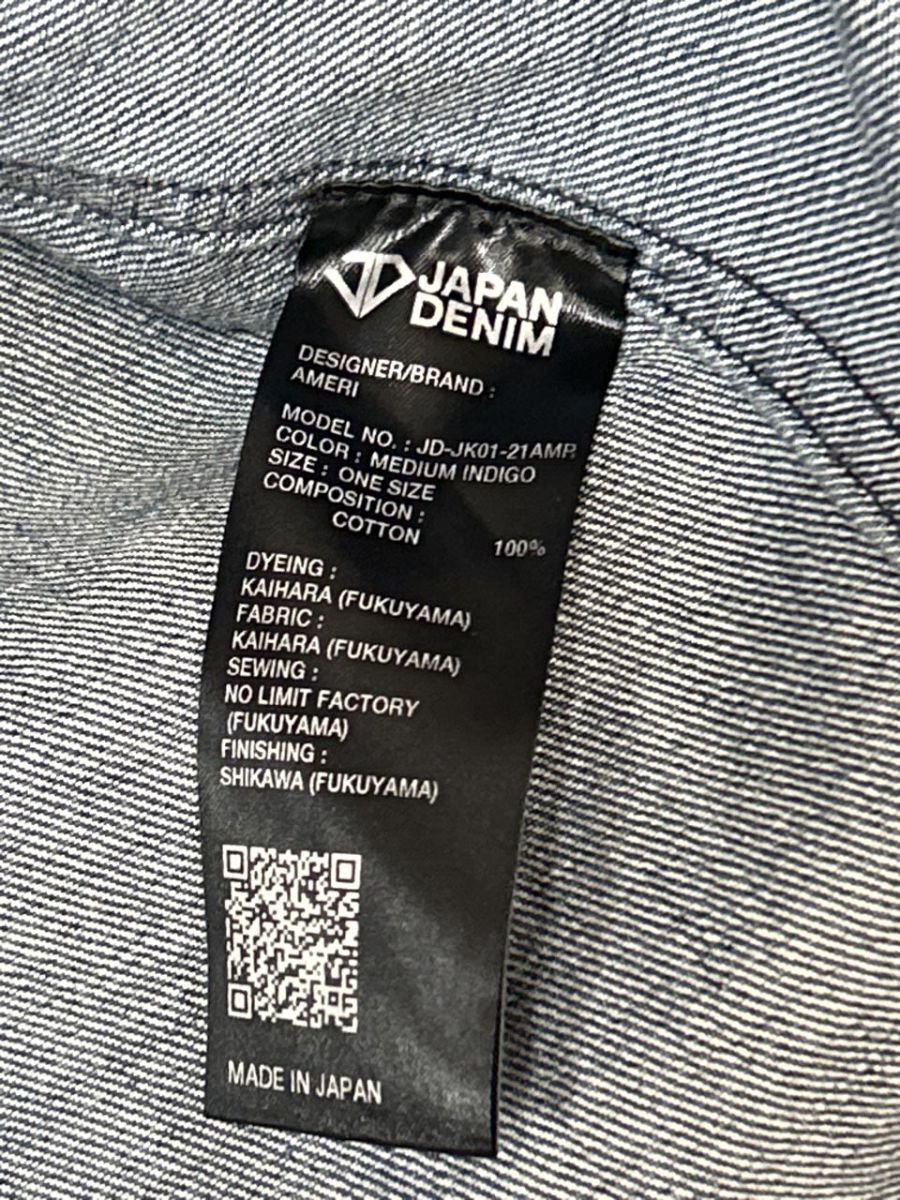 JAPAN
DENIM
DESIGNER/BRAND :
AMERI
MODEL NO. : JD-JK01-21AMR
COLOR : MEDIUM INDIGO
SIZE : ONE SIZE
COMPOSITION :
COTTON 100%
DYEING :
KAIHARA (FUKUYAMA)
FABRIC :
KAIHARA (FUKUYAMA)
SEWING :
NO LIMIT FACTORY
(FUKUYAMA)
FINISHING :
SHIKAWA (FUKUYAMA)
MADE IN JAPAN